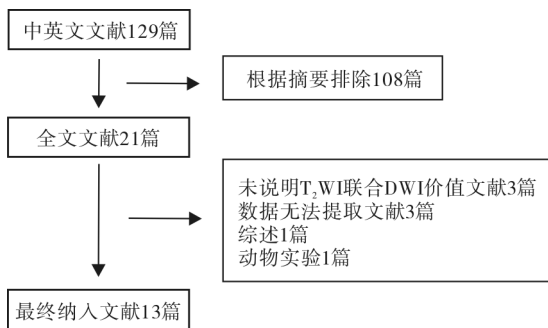 中英文文献129篇
根据摘要排除108篇
全文文献21篇
未说明T₂WI联合DWI价值文献3篇
数据无法提取文献3篇
综述1篇
动物实验1篇
最终纳入文献13篇